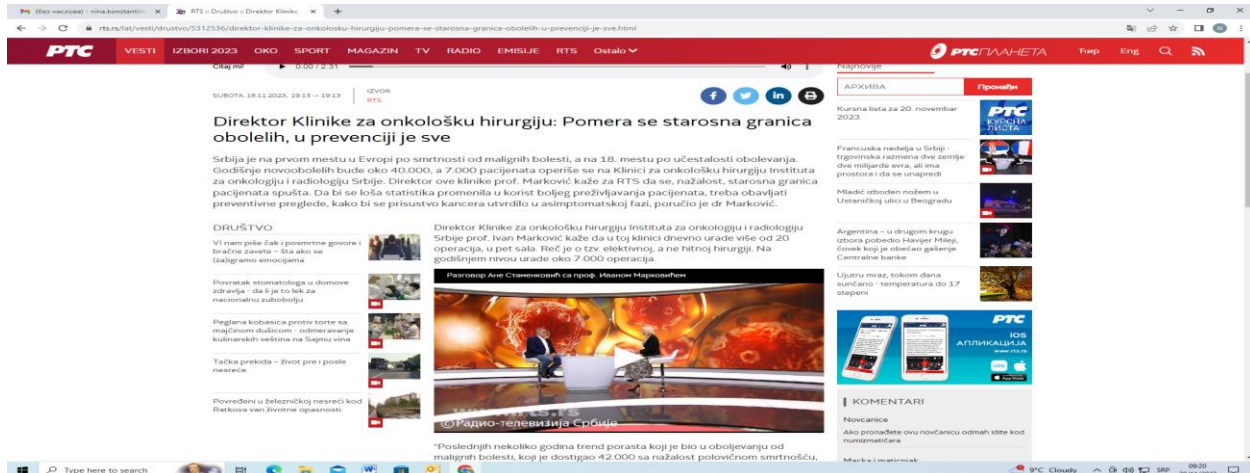 (без наслова) - nina.konstantin
RTS :: Društvo :: Direktor Klinike
rts.rs/lat/vesti/drustvo/5312536/direktor-klinike-za-onkolosku-hirurgiju-pomera-se-starosna-granica-obolelih-u-prevenciji-je-sve.html
РТС VESTI IZBORI 2023 OKO SPORT MAGAZIN TV RADIO EMISIJE RTS Ostalo
РТСПЛАНЕТА Ћир Eng
Čitaj mi! 0:00 / 2:31
SUBOTA, 18.11.2023, 19:13 -> 19:13
IZVOR:
RTS
Direktor Klinike za onkološku hirurgiju: Pomera se starosna granica
obolelih, u prevenciji je sve
Srbija je na prvom mestu u Evropi po smrtnosti od malignih bolesti, a na 18. mestu po učestalosti obolevanja.
Godišnje novoobolelih bude oko 40.000, a 7.000 pacijenata operiše se na Klinici za onkološku hirurgiju Instituta
za onkologiju i radiologiju Srbije. Direktor ove klinike prof. Marković kaže za RTS da se, nažalost, starosna granica
pacijenata spušta. Da bi se loša statistika promenila u korist boljeg preživljavanja pacijenata, treba obavljati
preventivne preglede, kako bi se prisustvo kancera utvrdilo u asimptomatskoj fazi, poručio je dr Marković.
DRUŠTVO
VI nam piše čak i posmrtne govore i
bračne zavete – šta ako se
(za)igramo emocijama
Povratak stomatologa u domove
zdravlja - da li je to lek za
nacionalnu zubobolju
Peglana kobasica protiv torte sa
majčinom dušicom - odmeravanje
kulinarskih veština na Sajmu vina
Tačka prekida – život pre i posle
nesreće
Povređeni u železničkoj nesreći kod
Ratkova van životne opasnosti
Direktor Klinike za onkološku hirurgiju Instituta za onkologiju i radiologiju
Srbije prof. Ivan Marković kaže da u toj klinici dnevno urade više od 20
operacija, u pet sala. Reč je o tzv. elektivnoj, a ne hitnoj hirurgiji. Na
godišnjem nivou urade oko 7.000 operacija.
Разговор Ане Стаменковић са проф. Иваном Марковићем
www.rts.rs
©Радио-телевизија Србије
"Poslednjih nekoliko godina trend porasta koji je bio u oboljevanju od
malignih bolesti, koji je dostigao 42.000 sa nažalost polovičnom smrtnošću,
Najnovije
АРХИВА Пронађи
Kursna lista za 20. novembar
2023.
РТС
КУРСНА
ЛИСТА
Francuska nedelja u Srbiji -
trgovinska razmena dve zemlje
dve milijarde evra, ali ima
prostora i da se unapredi
Mladić izboden nožem u
Ustaničkoj ulici u Beogradu
Argentina – u drugom krugu
izbora pobedio Havijer Milej,
čovek koji je obećao gašenje
Centralne banke
Ujutru mraz, tokom dana
sunčano - temperatura do 17
stepeni
РТС
iOS
АПЛИКАЦИЈА
www.rts.rs
KOMENTARI
Novcanice
Ako pronađete ovu novčanicu odmah idite kod
numizmatičara
Macka i maticnjak
Type here to search
9°C Cloudy
SRP
09:20